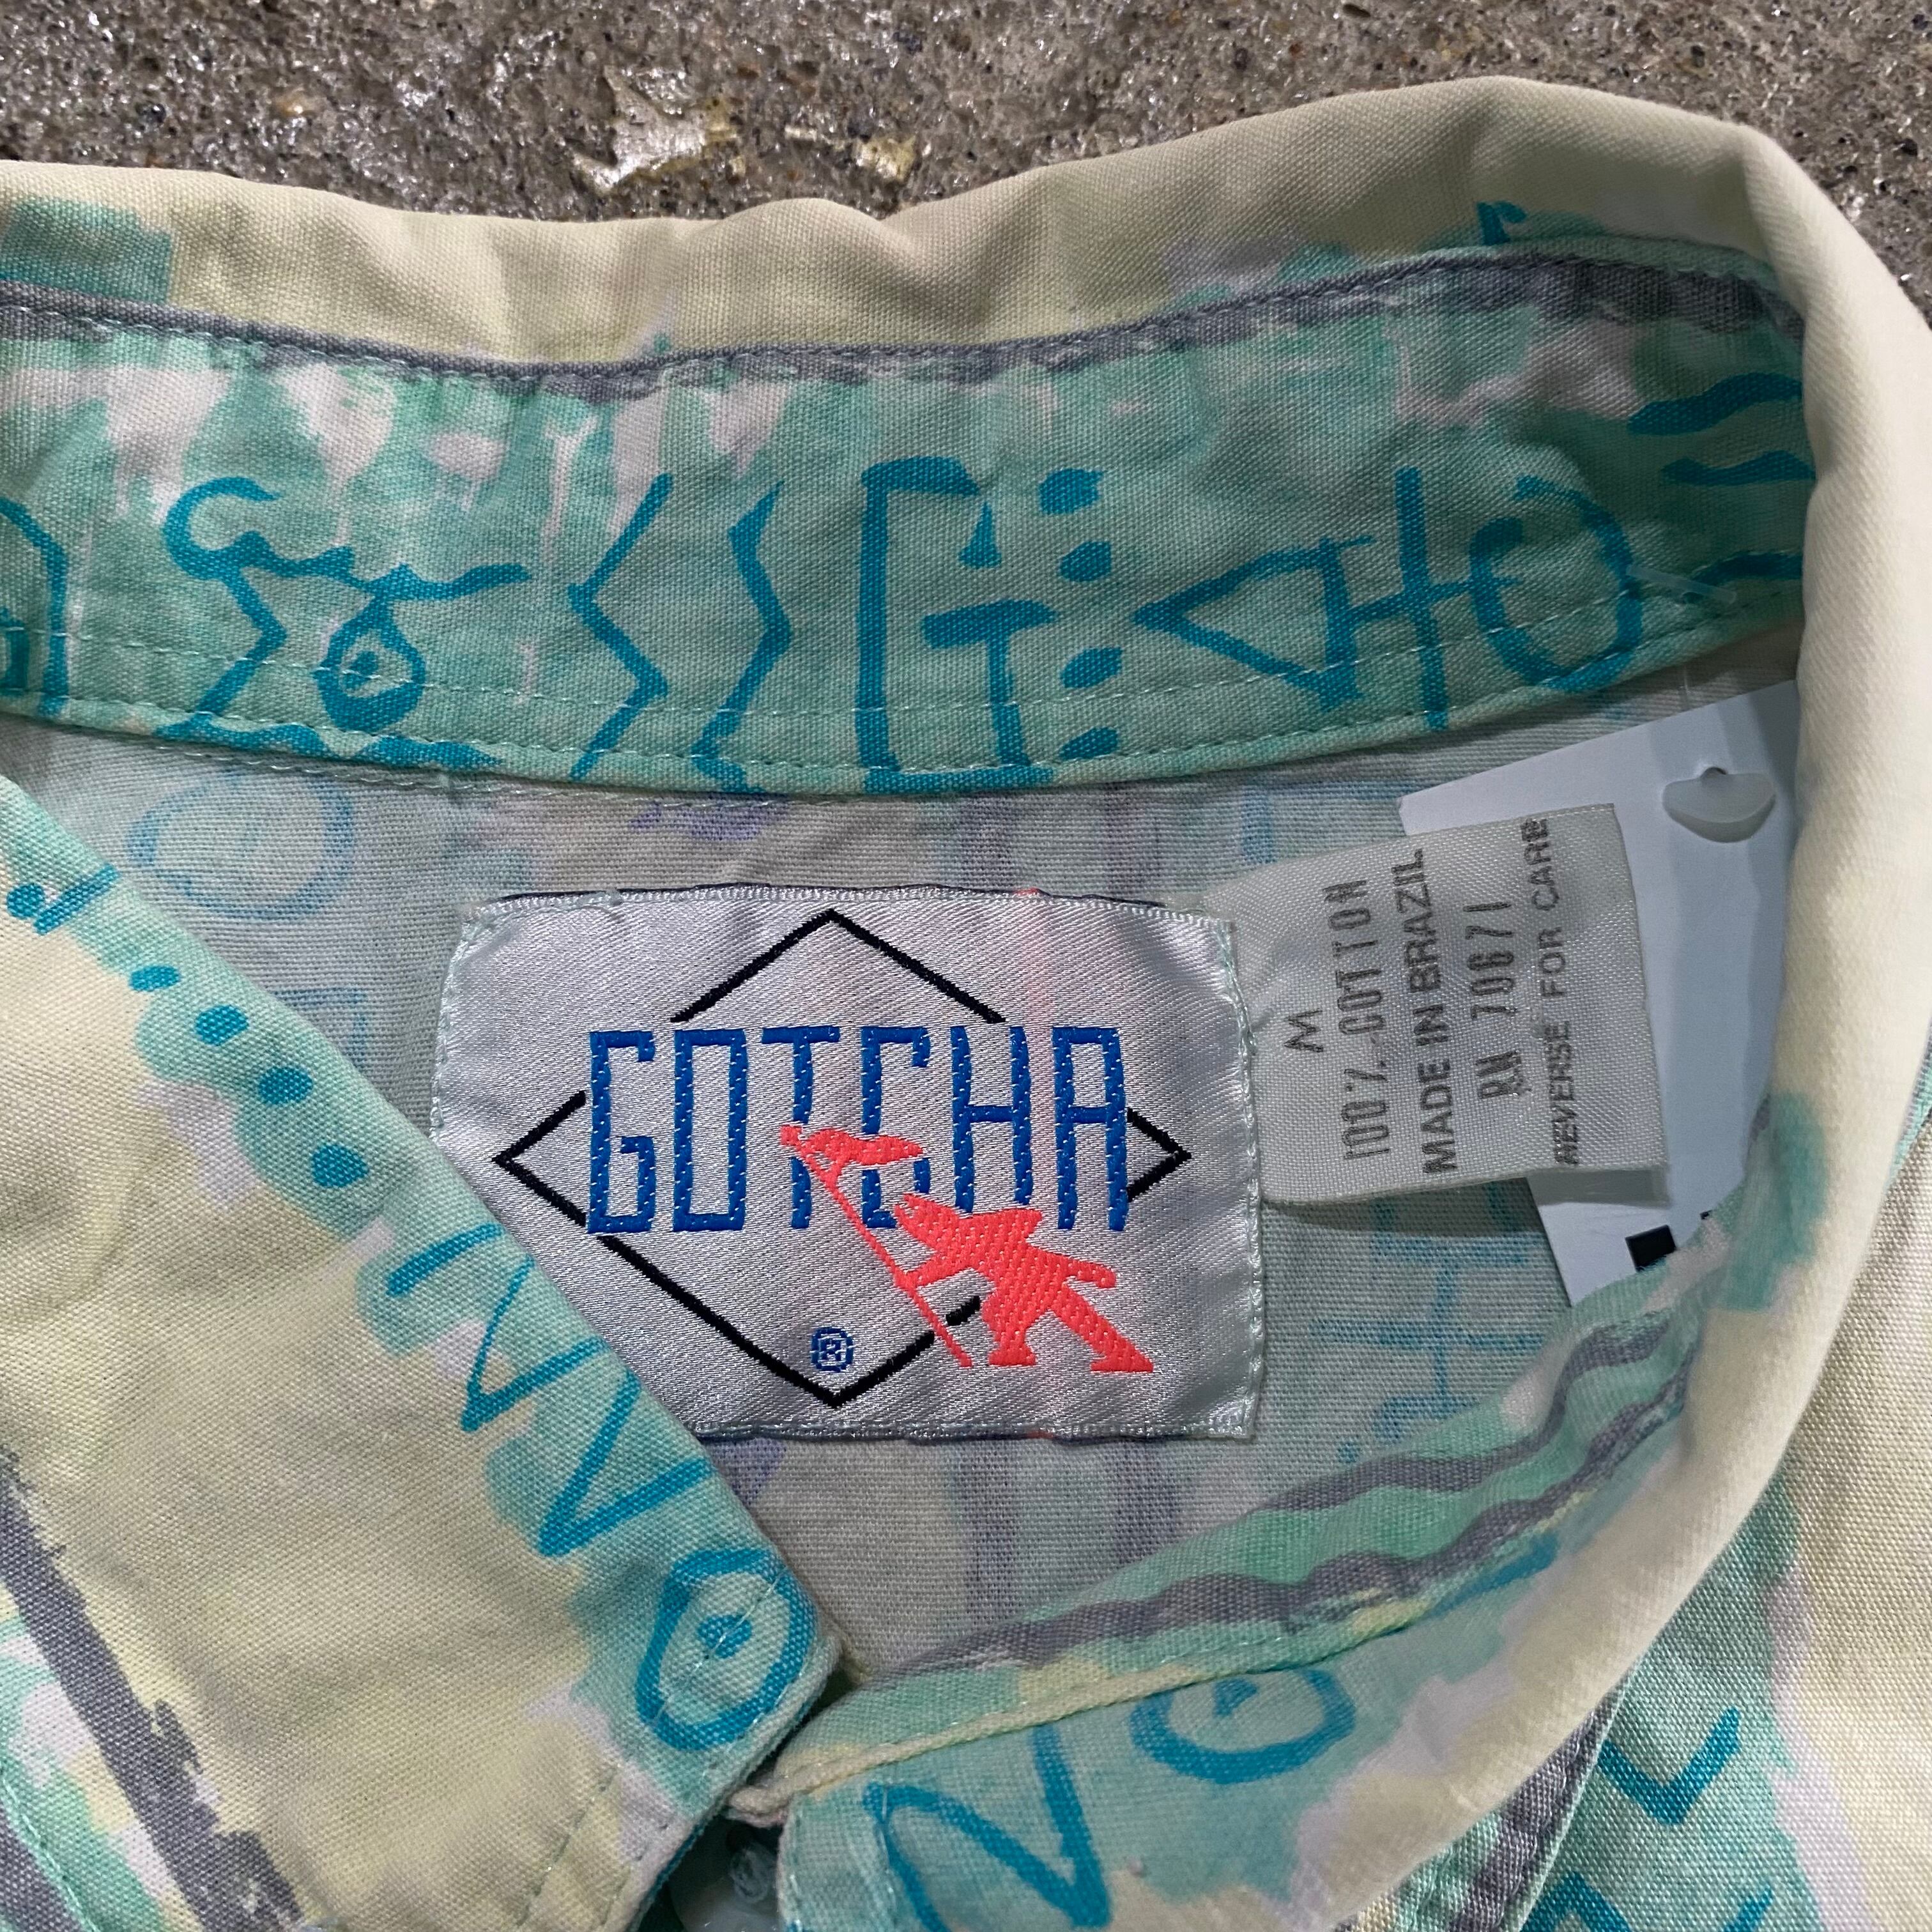 GOTCHA
®
M
100% COTTON
MADE IN BRAZIL
RN 70671
REVERSE FOR CARE